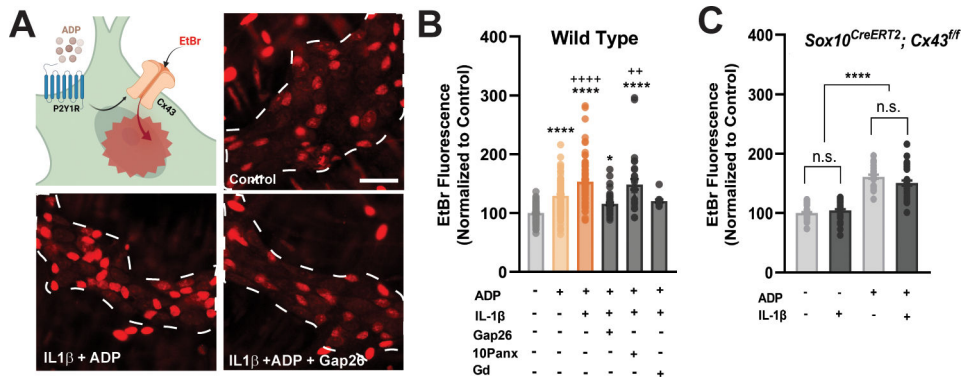 A
ADP
EtBr
P2Y1R
Cx43
Control
IL1β + ADP
IL1β +ADP + Gap26
B
Wild Type
EtBr Fluorescence
(Normalized to Control)
400
300
200
100
0
****
++++
****
*
++
****
ADP - + + + + +
IL-1β - - + + + +
Gap26 - - - + - -
10Panx - - - - + -
Gd - - - - - +
C
Sox10CreERT2; Cx43f/f
EtBr Fluorescence
(Normalized to Control)
400
300
200
100
0
****
n.s.
n.s.
ADP - - + +
IL-1β - + - +